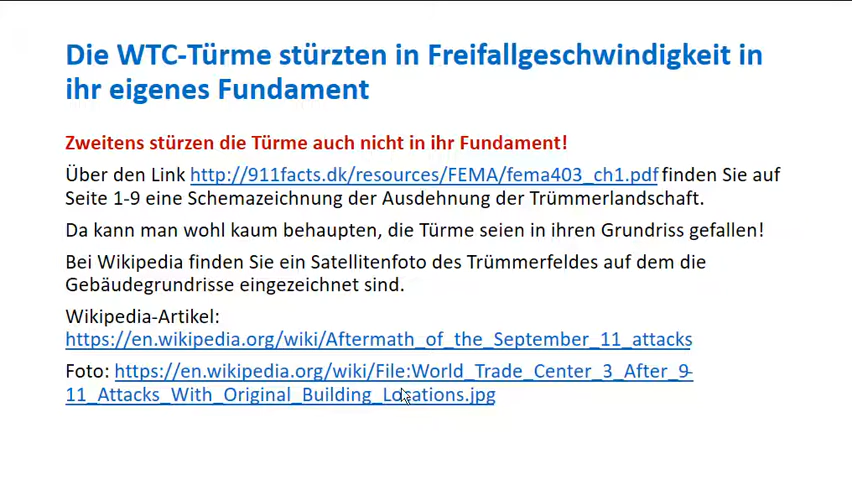 Die WTC-Türme stürzten in Freifallgeschwindigkeit in
ihr eigenes Fundament
Zweitens stürzen die Türme auch nicht in ihr Fundament!
Über den Link http://911facts.dk/resources/FEMA/fema403_ch1.pdf finden Sie auf
Seite 1-9 eine Schemazeichnung der Ausdehnung der Trümmerlandschaft.
Da kann man wohl kaum behaupten, die Türme seien in ihren Grundriss gefallen!
Bei Wikipedia finden Sie ein Satellitenfoto des Trümmerfeldes auf dem die
Gebäudegrundrisse eingezeichnet sind.
Wikipedia-Artikel:
https://en.wikipedia.org/wiki/Aftermath_of_the_September_11_attacks
Foto: https://en.wikipedia.org/wiki/File:World_Trade_Center_3_After_9-
11_Attacks_With_Original_Building_Locations.jpg